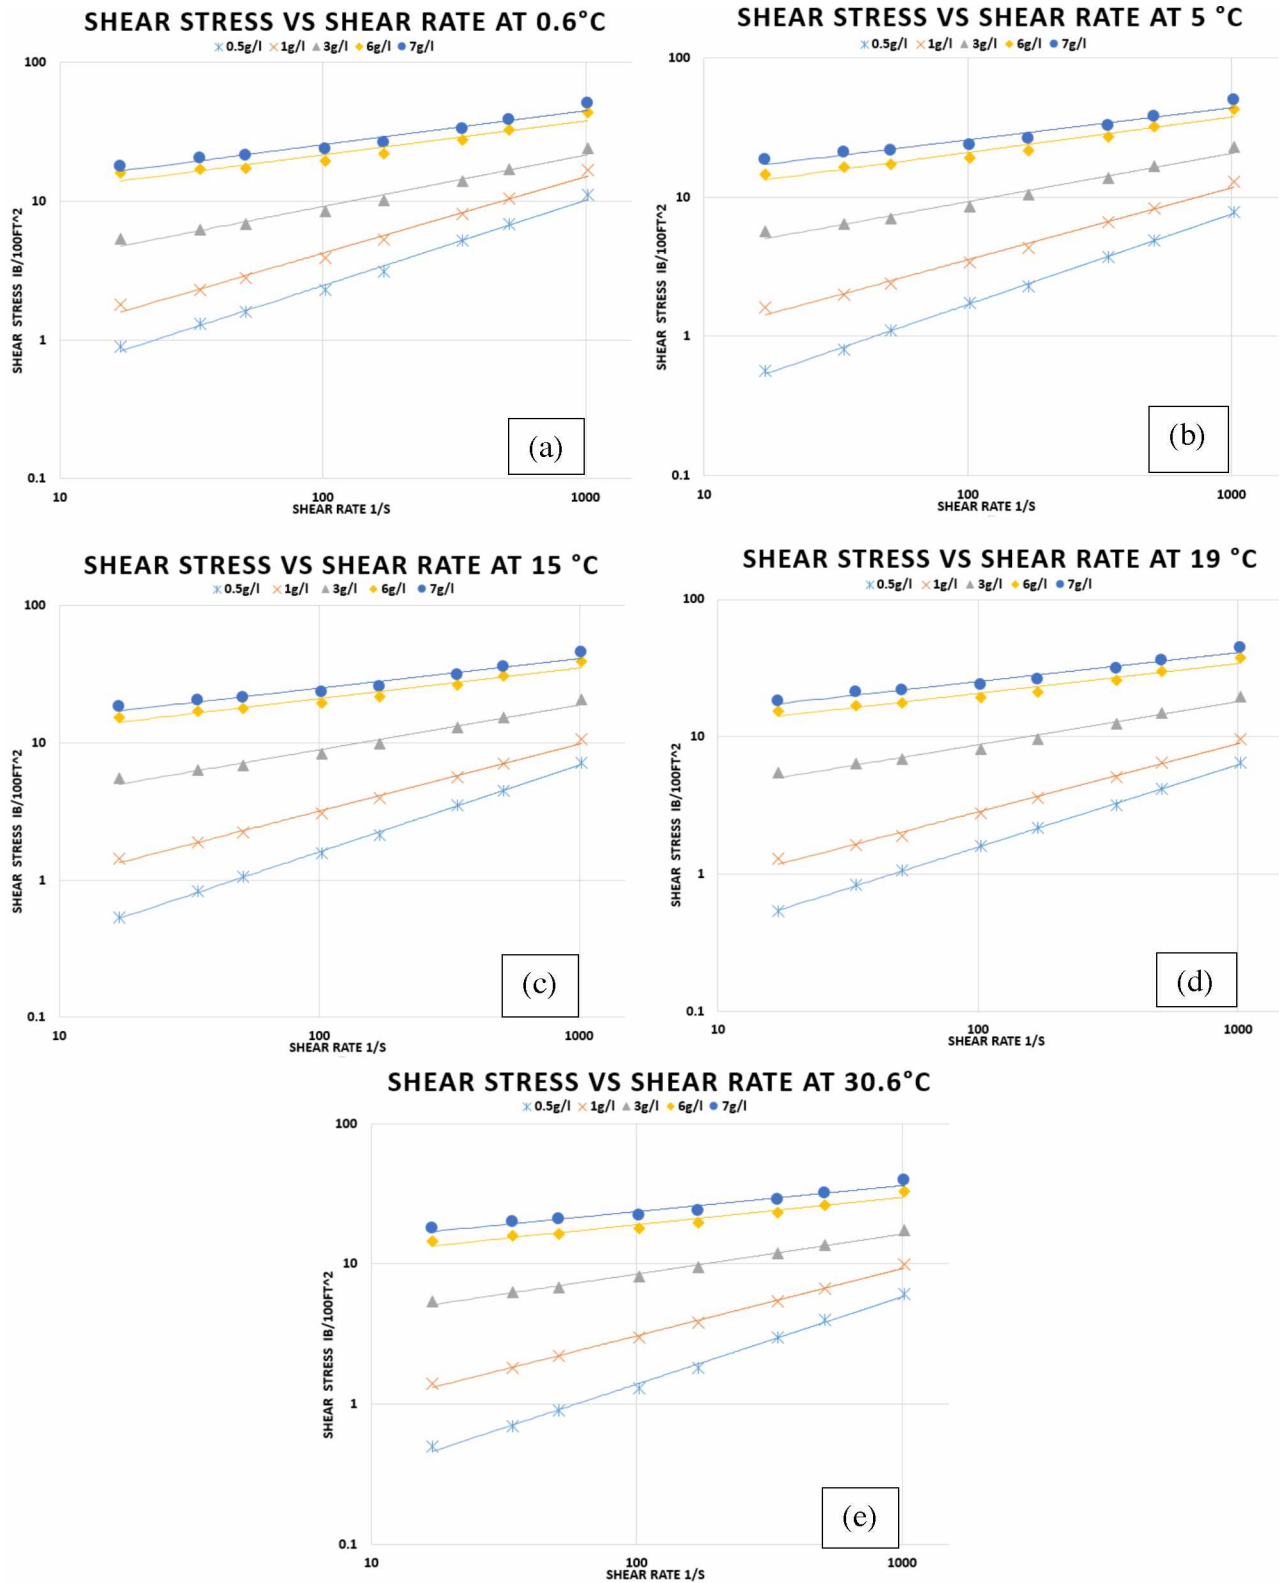 SHEAR STRESS VS SHEAR RATE AT 0.6°C
0.5g/l 1g/l 3g/l 6g/l 7g/l
100
10
1
0.1
SHEAR STRESS IB/100FT^2
10 100 1000
SHEAR RATE 1/S
(a)
SHEAR STRESS VS SHEAR RATE AT 5 °C
0.5g/l 1g/l 3g/l 6g/l 7g/l
100
10
1
0.1
SHEAR STRESS IB/100FT^2
10 100 1000
SHEAR RATE 1/S
(b)
SHEAR STRESS VS SHEAR RATE AT 15 °C
0.5g/l 1g/l 3g/l 6g/l 7g/l
100
10
1
0.1
SHEAR STRESS IB/100FT^2
10 100 1000
SHEAR RATE 1/S
(c)
SHEAR STRESS VS SHEAR RATE AT 19 °C
0.5g/l 1g/l 3g/l 6g/l 7g/l
100
10
1
0.1
SHEAR STRESS IB/100FT^2
10 100 1000
SHEAR RATE 1/S
(d)
SHEAR STRESS VS SHEAR RATE AT 30.6°C
0.5g/l 1g/l 3g/l 6g/l 7g/l
100
10
1
0.1
SHEAR STRESS IB/100FT^2
10 100 1000
SHEAR RATE 1/S
(e)